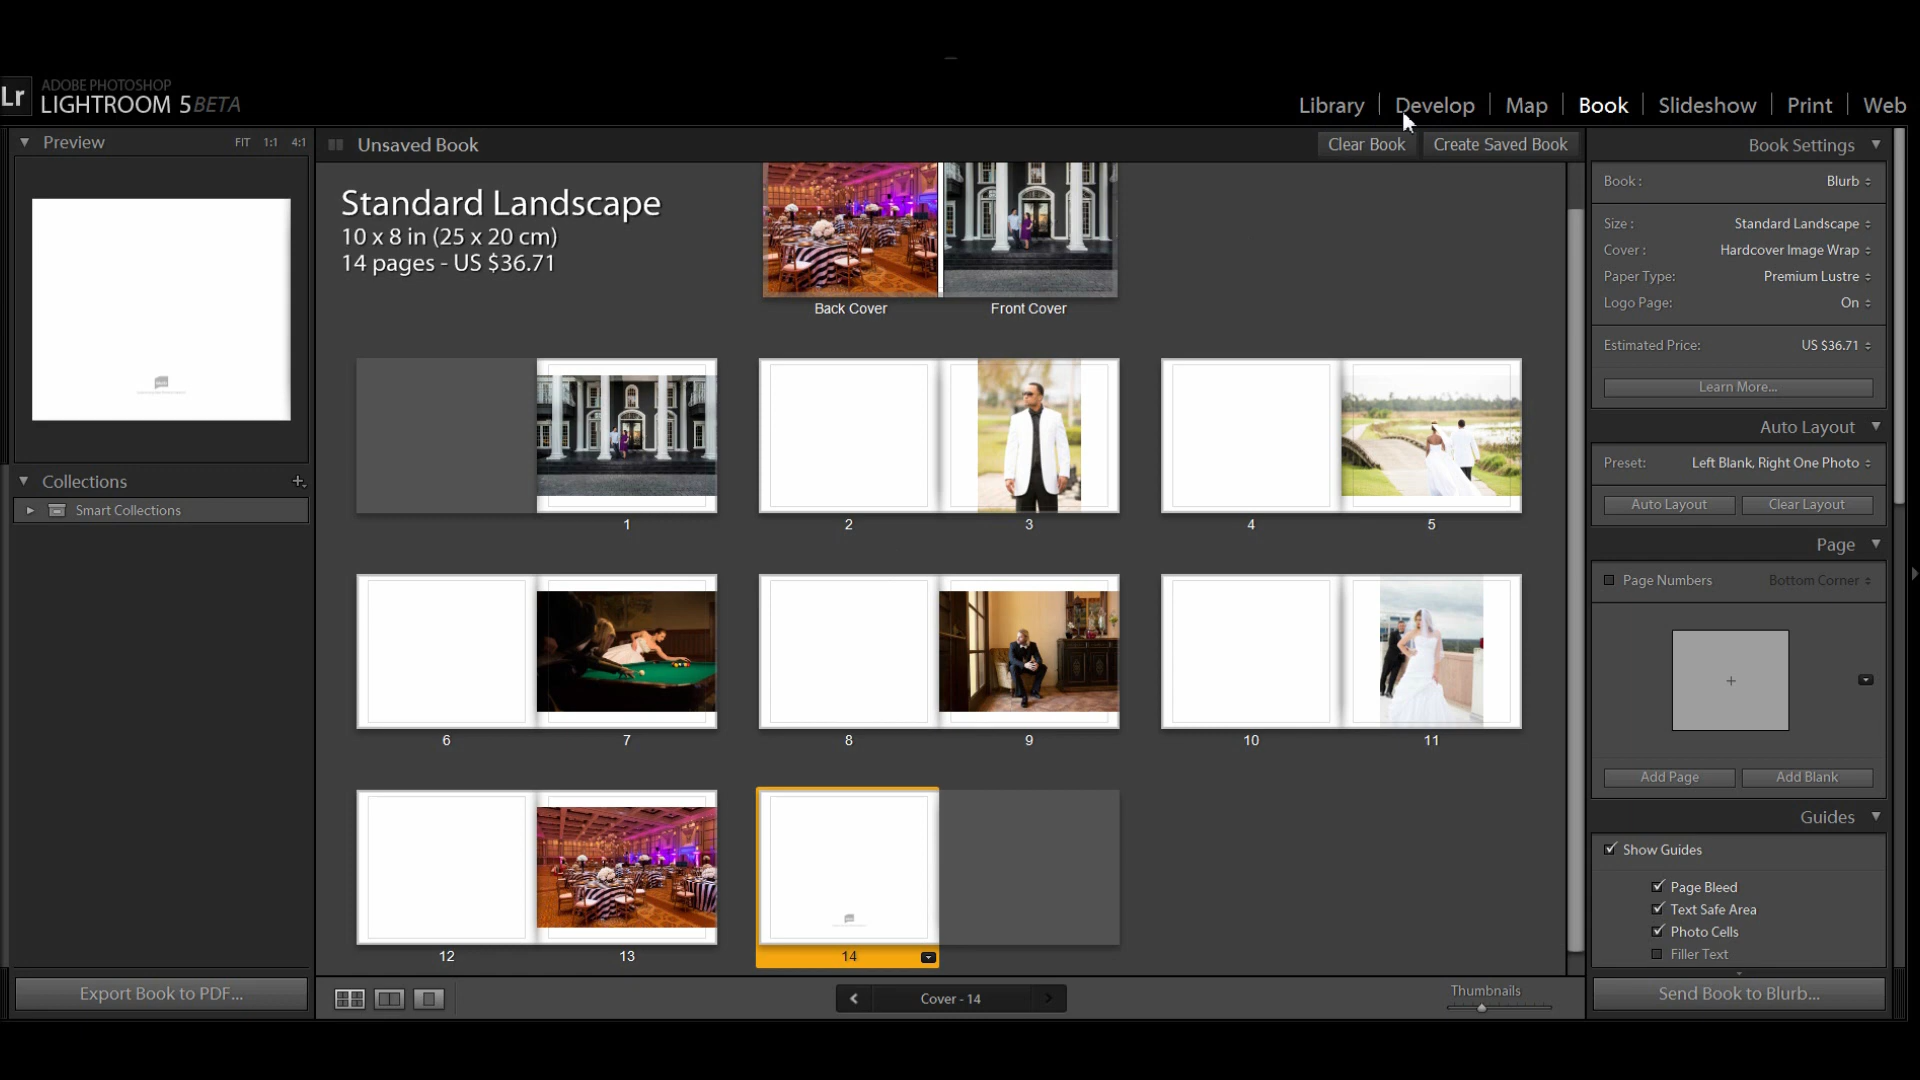 Lr
ADOBE PHOTOSHOP
LIGHTROOM 5 BETA
Library
Develop
Map
Book
Slideshow
Print
Web
Preview
FIT 1:1 4:1
Unsaved Book
Clear Book
Create Saved Book
Book Settings
Standard Landscape
10 x 8 in (25 x 20 cm)
14 pages - US $36.71
Back Cover
Front Cover
Book : Blurb
Size : Standard Landscape
Cover : Hardcover Image Wrap
Paper Type: Premium Lustre
Logo Page: On
Estimated Price: US $36.71
Learn More...
Auto Layout
Preset: Left Blank, Right One Photo
Auto Layout
Clear Layout
Page
Page Numbers Bottom Corner
Add Page
Add Blank
Guides
Show Guides
Page Bleed
Text Safe Area
Photo Cells
Filler Text
Collections
Smart Collections
1
2
3
4
5
6
7
8
9
10
11
12
13
14
Export Book to PDF...
Cover - 14
Thumbnails
Send Book to Blurb...